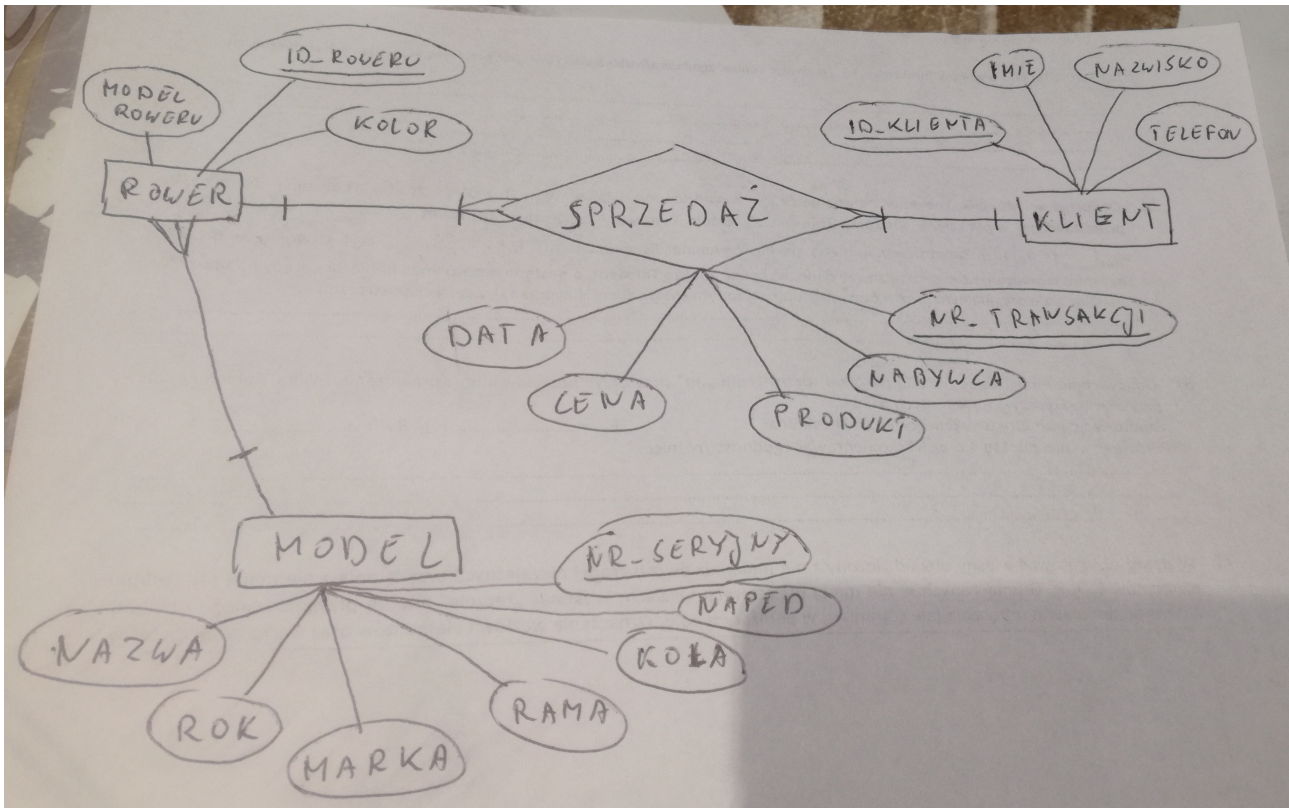 ID_ROWERU
MODEL
ROWERU
KOLOR
ROWER
IMIE
NAZWISKO
ID_KLIENTA
TELEFON
SPRZEDAŻ
KLIENT
DATA
CENA
PRODUKT
NABYWCA
NR_TRANSAKCJI
MODEL
NR_SERYJNY
NAPED
KOŁA
RAMA
MARKA
ROK
NAZWA